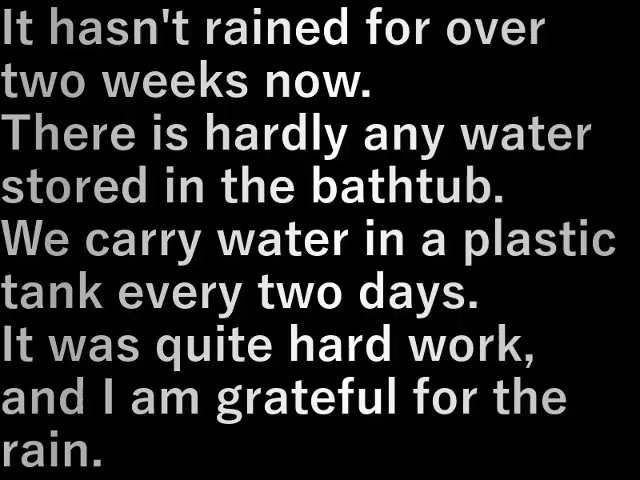 It hasn't rained for over
two weeks now.
There is hardly any water
stored in the bathtub.
We carry water in a plastic
tank every two days.
It was quite hard work,
and I am grateful for the
rain.